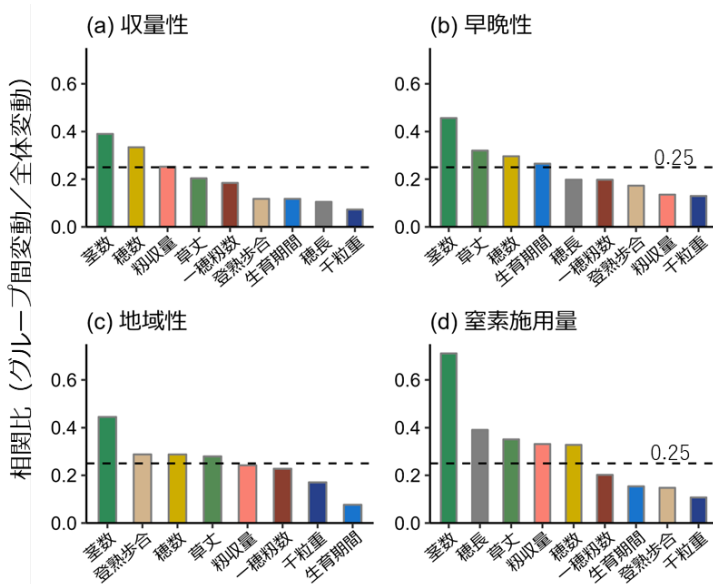 相関比（グループ間変動／全体変動）
(a) 収量性
0.6
0.4
0.2
0.0
茎数
穂数
籾収量
草丈
一穂籾数
登熟歩合
生育期間
穂長
千粒重
(b) 早晩性
0.6
0.4
0.2
0.0
0.25
茎数
草丈
穂数
生育期間
穂長
一穂籾数
登熟歩合
籾収量
千粒重
(c) 地域性
0.6
0.4
0.2
0.0
茎数
登熟歩合
穂数
草丈
籾収量
一穂籾数
千粒重
生育期間
(d) 窒素施用量
0.6
0.4
0.2
0.0
0.25
茎数
穂長
草丈
籾収量
穂数
一穂籾数
生育期間
登熟歩合
千粒重